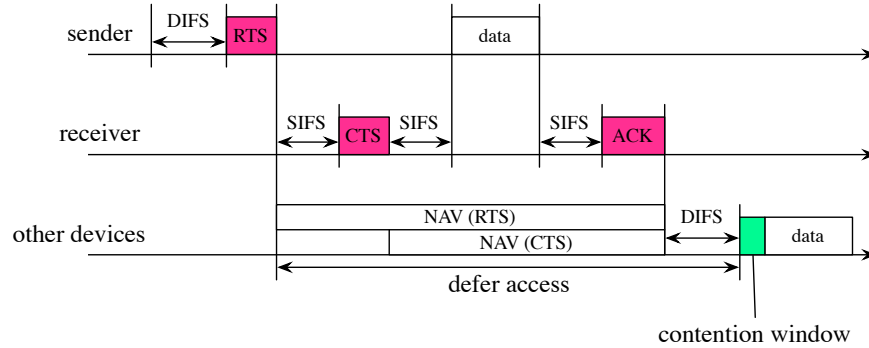 DIFS
sender
RTS
data
SIFS
SIFS
SIFS
receiver
CTS
ACK
NAV (RTS)
DIFS
other devices
NAV (CTS)
data
defer access
contention window